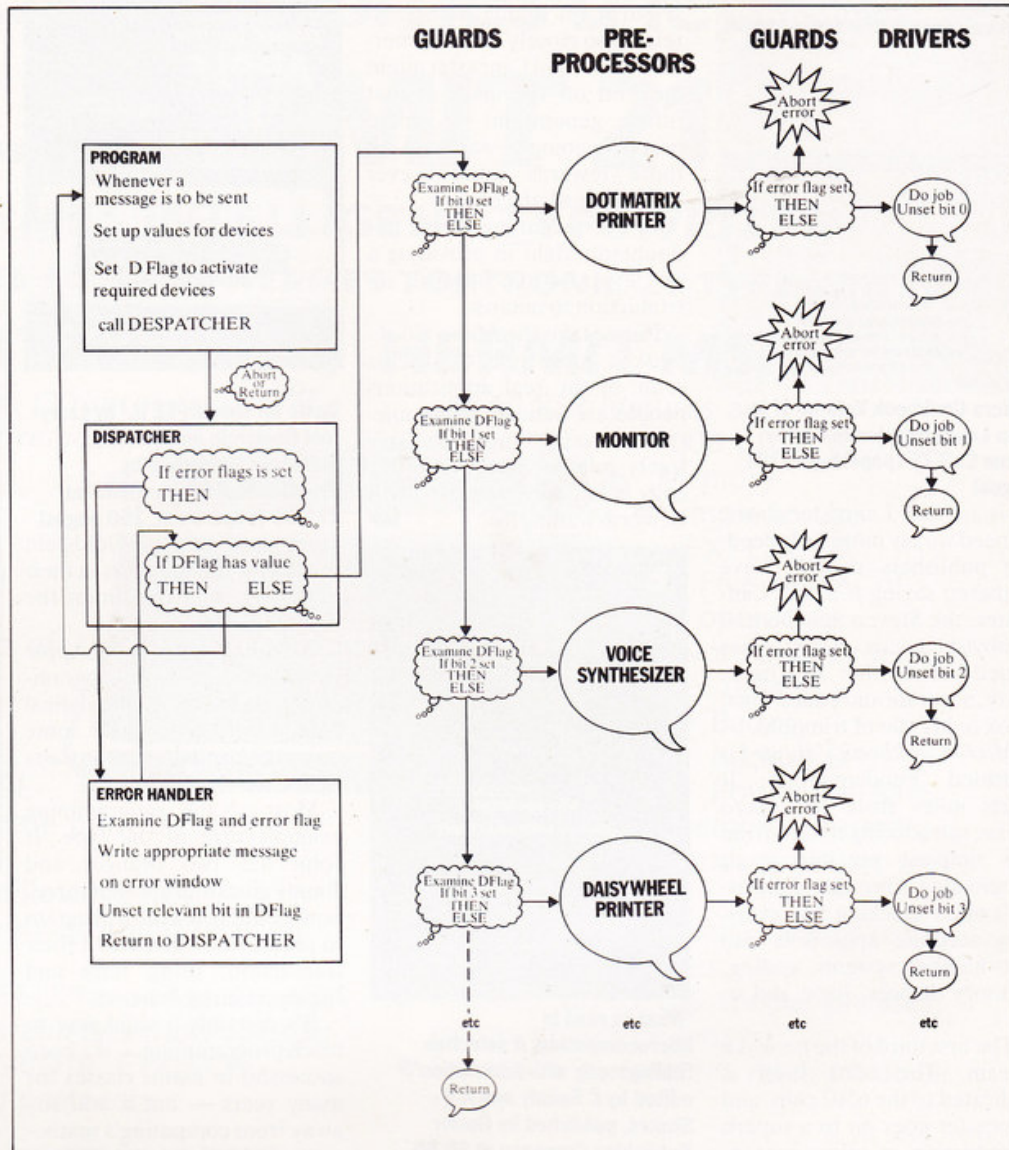 GUARDS
PRE-
PROCESSORS
GUARDS
DRIVERS
PROGRAM
Whenever a
message is to be sent
Set up values for devices
Set D Flag to activate
required devices
call DESPATCHER
Abort
or
Return
DISPATCHER
If error flags is set
THEN
If DFlag has value
THEN ELSE
ERROR HANDLER
Examine DFlag and error flag
Write appropriate message
on error window
Unset relevant bit in DFlag
Return to DISPATCHER
Examine DFlag
If bit 0 set
THEN
ELSE
DOT MATRIX
PRINTER
Abort
error
If error flag set
THEN
ELSE
Do job
Unset bit 0
Return
Examine DFlag
If bit 1 set
THEN
ELSE
MONITOR
Abort
error
If error flag set
THEN
ELSE
Do job
Unset bit 1
Return
Examine DFlag
If bit 2 set
THEN
ELSE
VOICE
SYNTHESIZER
Abort
error
If error flag set
THEN
ELSE
Do job
Unset bit 2
Return
Examine DFlag
If bit 3 set
THEN
ELSE
DAISYWHEEL
PRINTER
Abort
error
If error flag set
THEN
ELSE
Do job
Unset bit 3
Return
etc
etc
etc
etc
Return